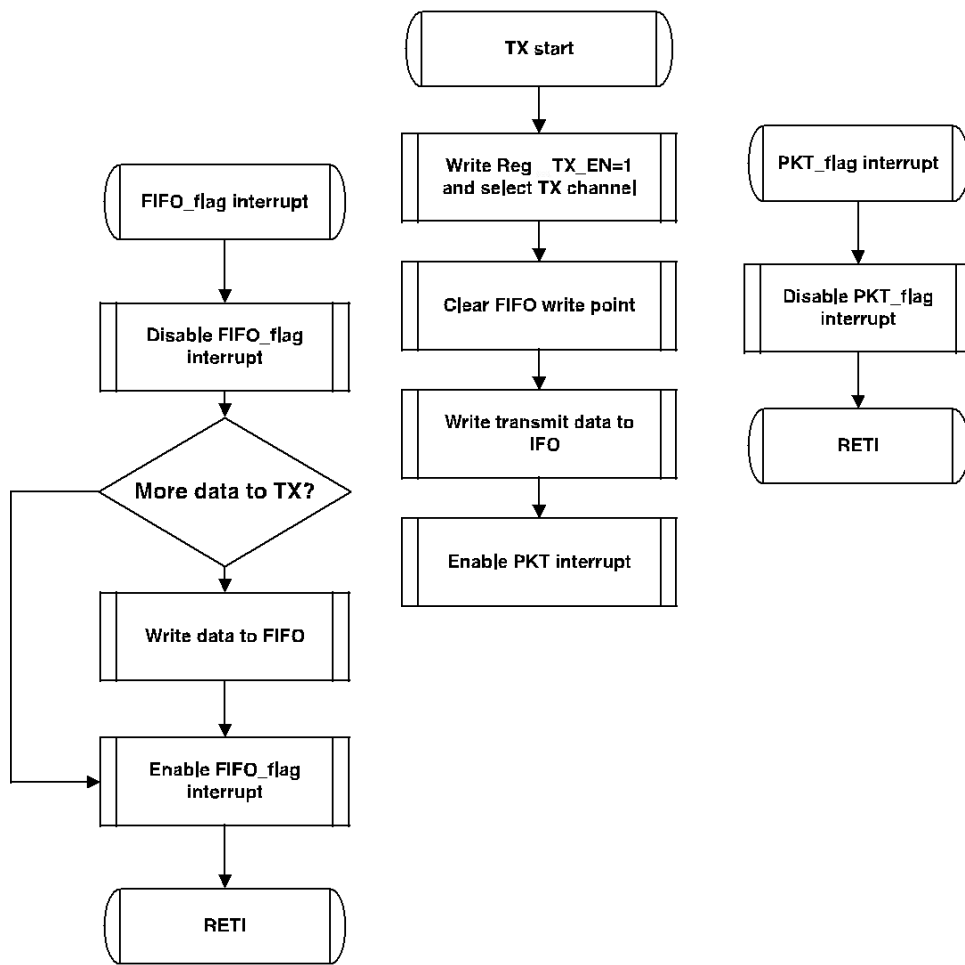 TX start
Write Reg TX_EN=1
and select TX channel
Clear FIFO write point
Write transmit data to
IFO
Enable PKT interrupt
FIFO_flag interrupt
Disable FIFO_flag
interrupt
More data to TX?
Write data to FIFO
Enable FIFO_flag
interrupt
RETI
PKT_flag interrupt
Disable PKT_flag
interrupt
RETI